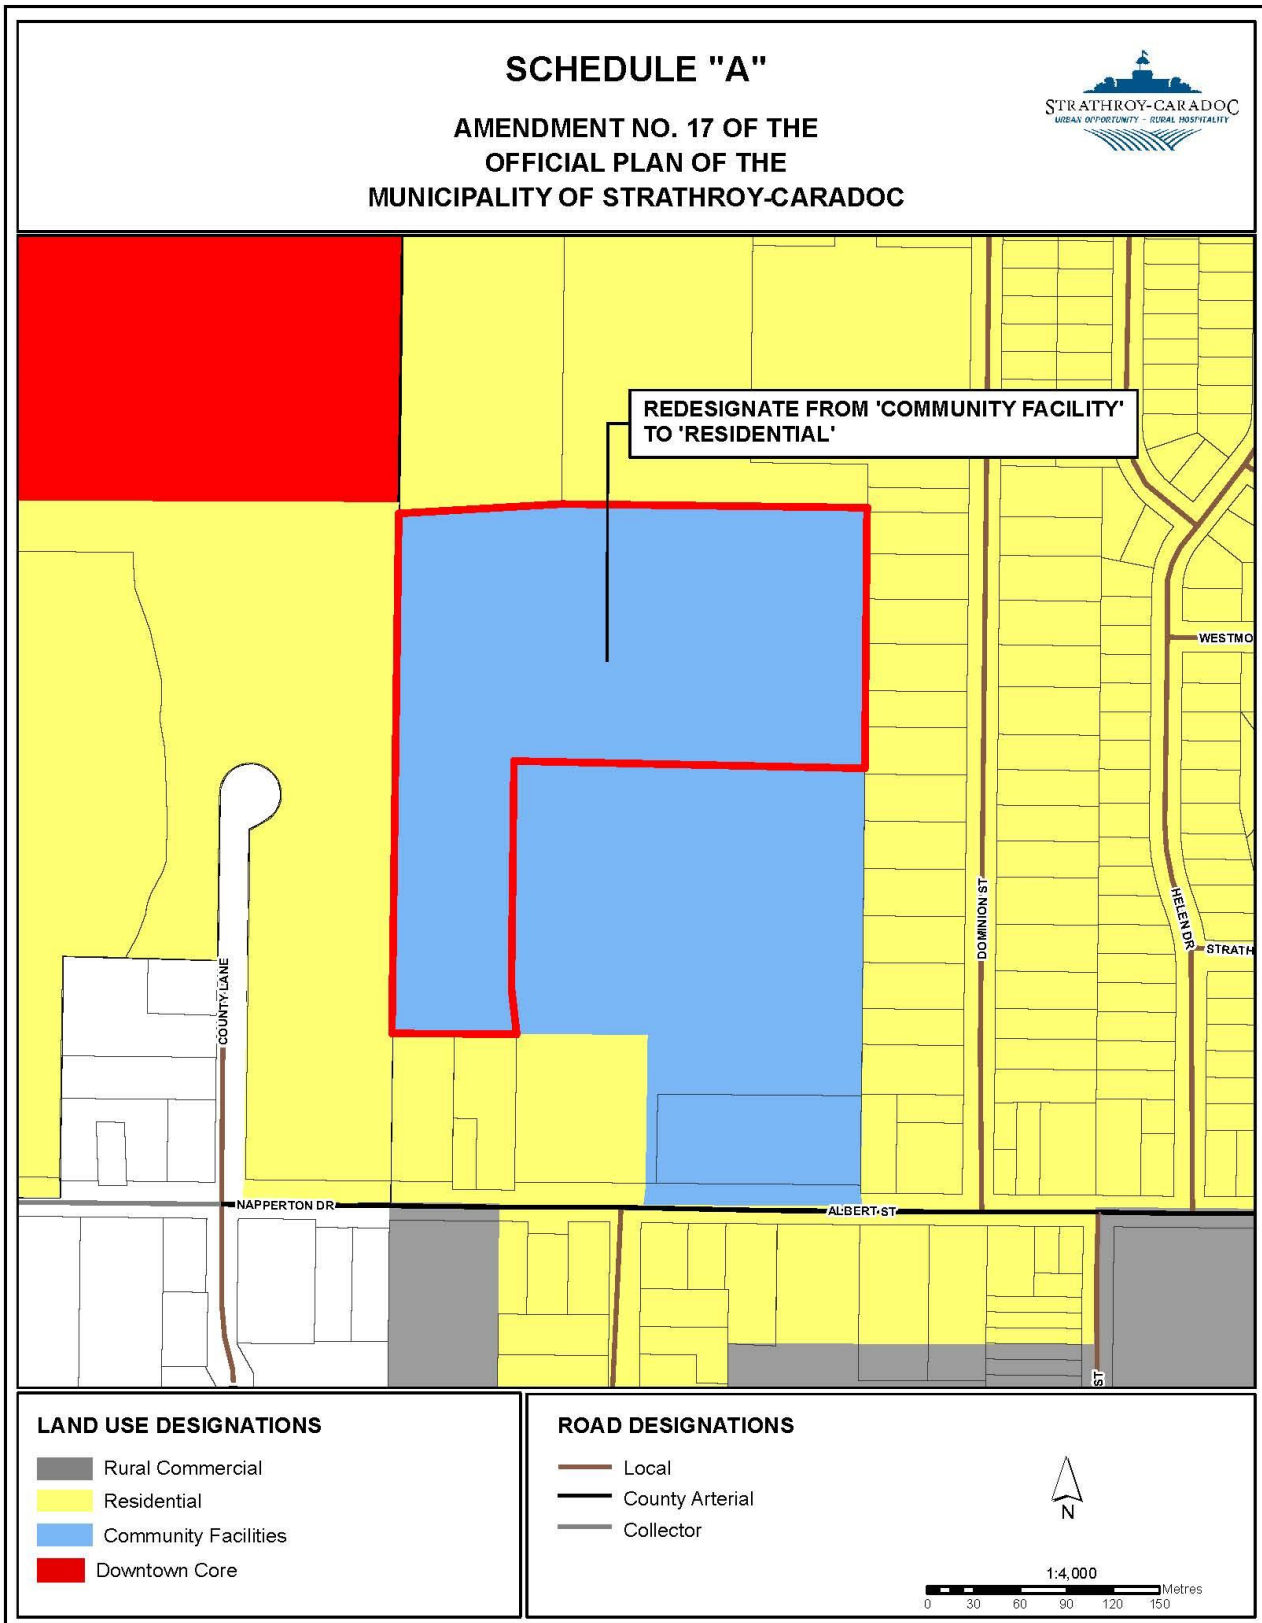 SCHEDULE "A"
AMENDMENT NO. 17 OF THE
OFFICIAL PLAN OF THE
MUNICIPALITY OF STRATHROY-CARADOC
STRATHROY-CARADOC
URBAN OPPORTUNITY - RURAL HOSPITALITY
REDESIGNATE FROM 'COMMUNITY FACILITY'
TO 'RESIDENTIAL'
WESTMO
DOMINION ST
HELEN DR
STRATH
COUNTY LANE
NAPPERTON DR
ALBERT ST
ST
LAND USE DESIGNATIONS
Rural Commercial
Residential
Community Facilities
Downtown Core
ROAD DESIGNATIONS
Local
County Arterial
Collector
N
1:4,000
Metres
0 30 60 90 120 150